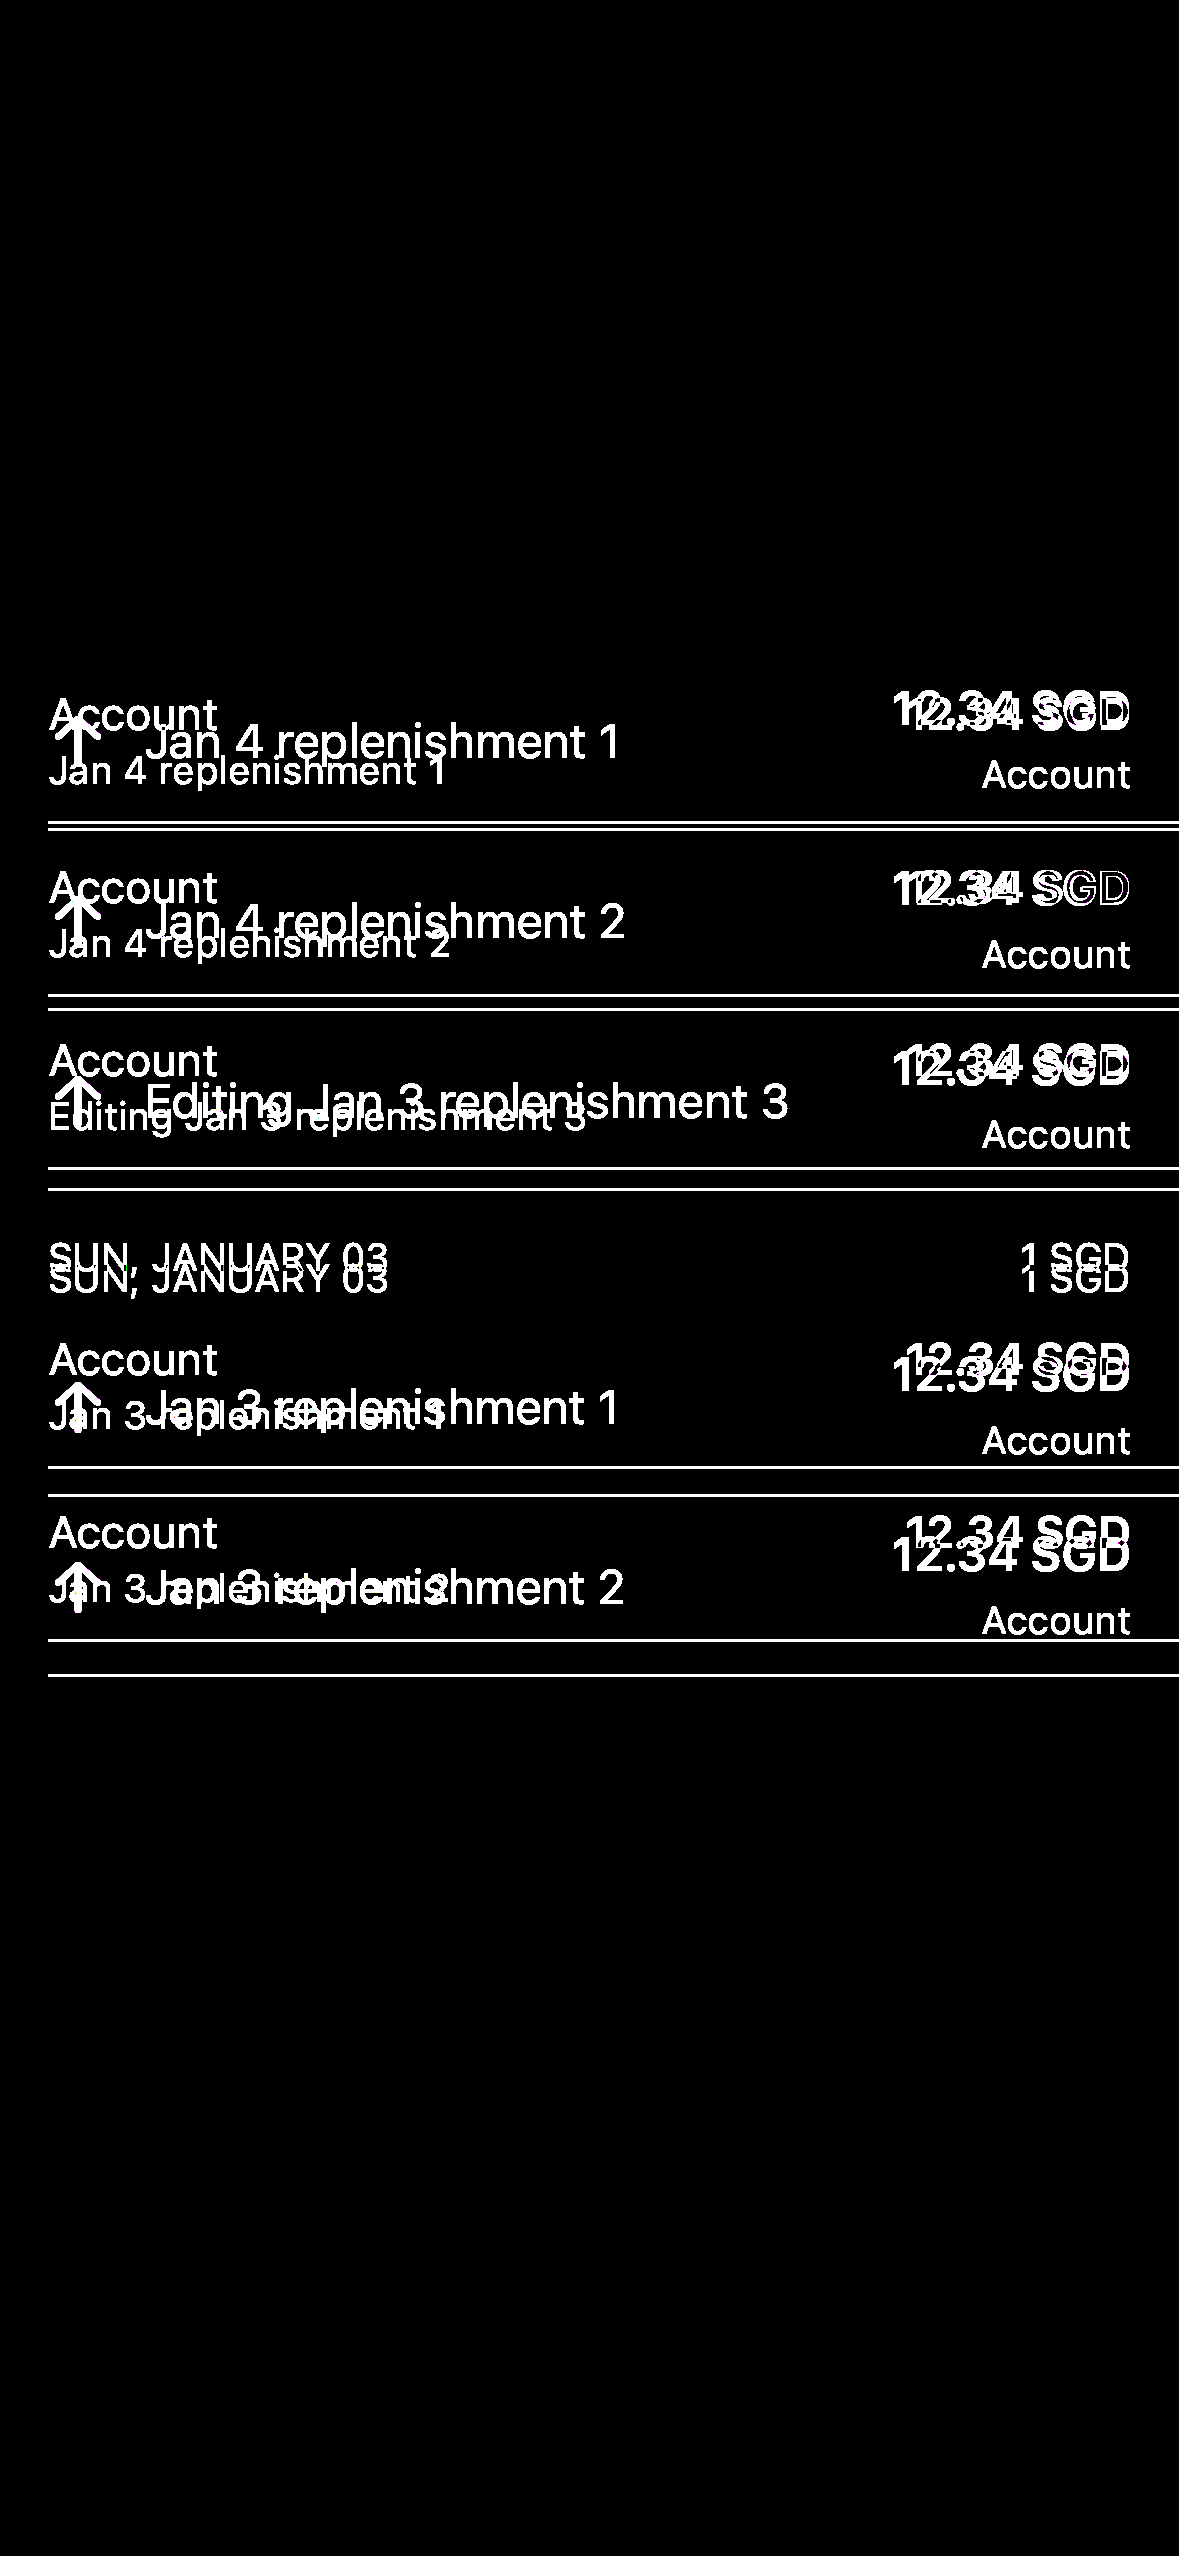 Account 12.34 SGD
12.34 SGD
Jan 4 replenishment 1
Jan 4 replenishment 1 Account
Account 12.34 SGD
Jan 4 replenishment 2
Jan 4 replenishment 2 Account
Account 12.34 SGD
12.34 SGD
Editing Jan 3 replenishment 3
Editing Jan 3 replenishment 3 Account
SUN, JANUARY 03 1 SGD
SUN, JANUARY 03 1 SGD
Account 12.34 SGD
12.34 SGD
Jan 3 replenishment 1
Jan 3 replenishment 1 Account
Account 12.34 SGD
12.34 SGD
Jan 3 replenishment 2
Jan 3 replenishment 2 Account